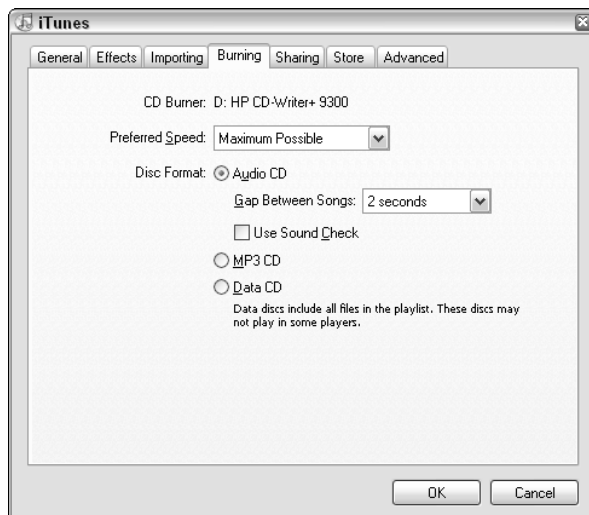 iTunes
General Effects Importing Burning Sharing Store Advanced
CD Burner: D: HP CD-Writer+ 9300
Preferred Speed: Maximum Possible
Disc Format: Audio CD
Gap Between Songs: 2 seconds
Use Sound Check
MP3 CD
Data CD
Data discs include all files in the playlist. These discs may
not play in some players.
OK Cancel